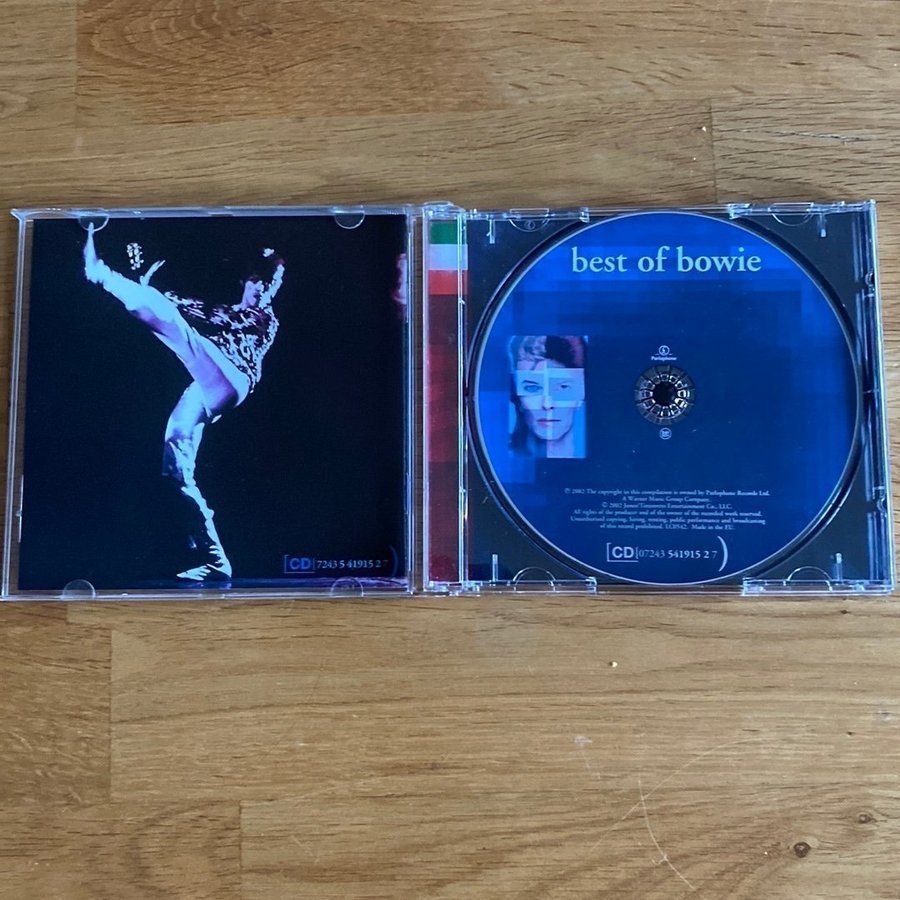 [CD] 7243 5 41915 2 7
best of bowie
Parlophone
℗ 2002 The copyright in this compilation is owned by Parlophone Records Ltd.
A Warner Music Group Company.
© 2002 Jones/Tintoretto Entertainment Co., LLC.
All rights of the producer and of the owner of the recorded work reserved.
Unauthorised copying, hiring, renting, public performance and broadcasting
of this record prohibited. LC0542. Made in the EU.
[CD] 07243 541915 2 7